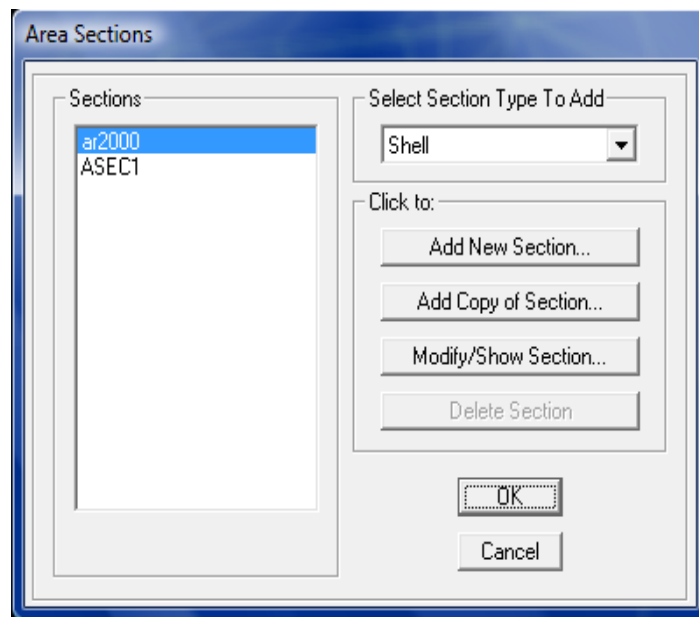 Area Sections
Sections
ar2000
ASEC1
Select Section Type To Add
Shell
Click to:
Add New Section...
Add Copy of Section...
Modify/Show Section...
Delete Section
OK
Cancel